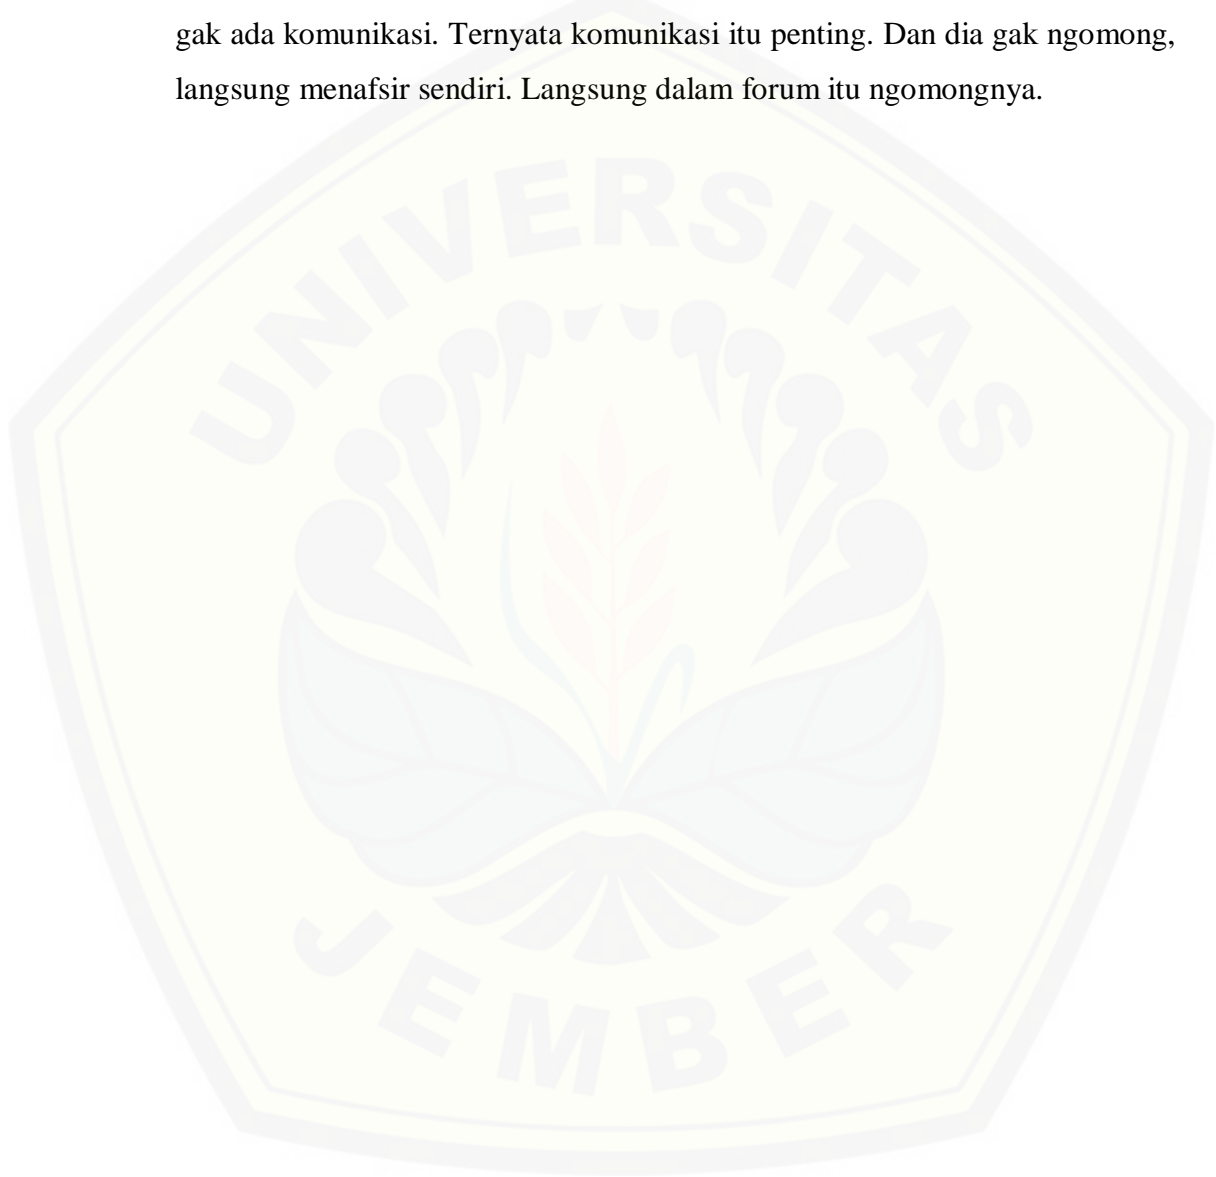 gak ada komunikasi. Ternyata komunikasi itu penting. Dan dia gak ngomong,
langsung menafsir sendiri. Langsung dalam forum itu ngomongnya.
UNIVERSITAS
JEMBER